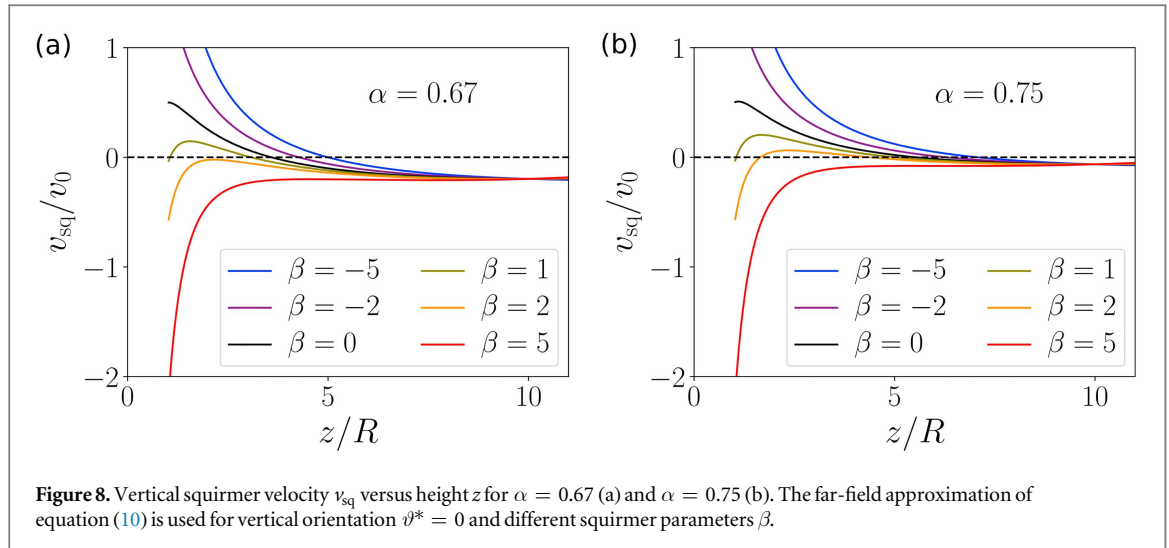 (a)
α = 0.67
1
0
−1
−2
v_sq/v_0
β = −5
β = −2
β = 0
β = 1
β = 2
β = 5
0 5 10
z/R
(b)
α = 0.75
1
0
−1
−2
v_sq/v_0
β = −5
β = −2
β = 0
β = 1
β = 2
β = 5
0 5 10
z/R
Figure 8. Vertical squirmer velocity v_sq versus height z for α = 0.67 (a) and α = 0.75 (b). The far-field approximation of
equation (10) is used for vertical orientation ϑ* = 0 and different squirmer parameters β.